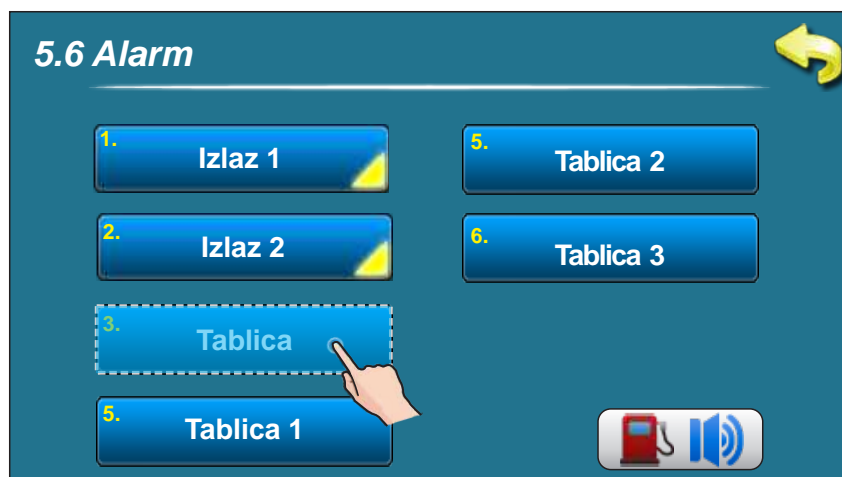 5.6 Alarm
1.
Izlaz 1
2.
Izlaz 2
3.
Tablica
5.
Tablica 1
5.
Tablica 2
6.
Tablica 3